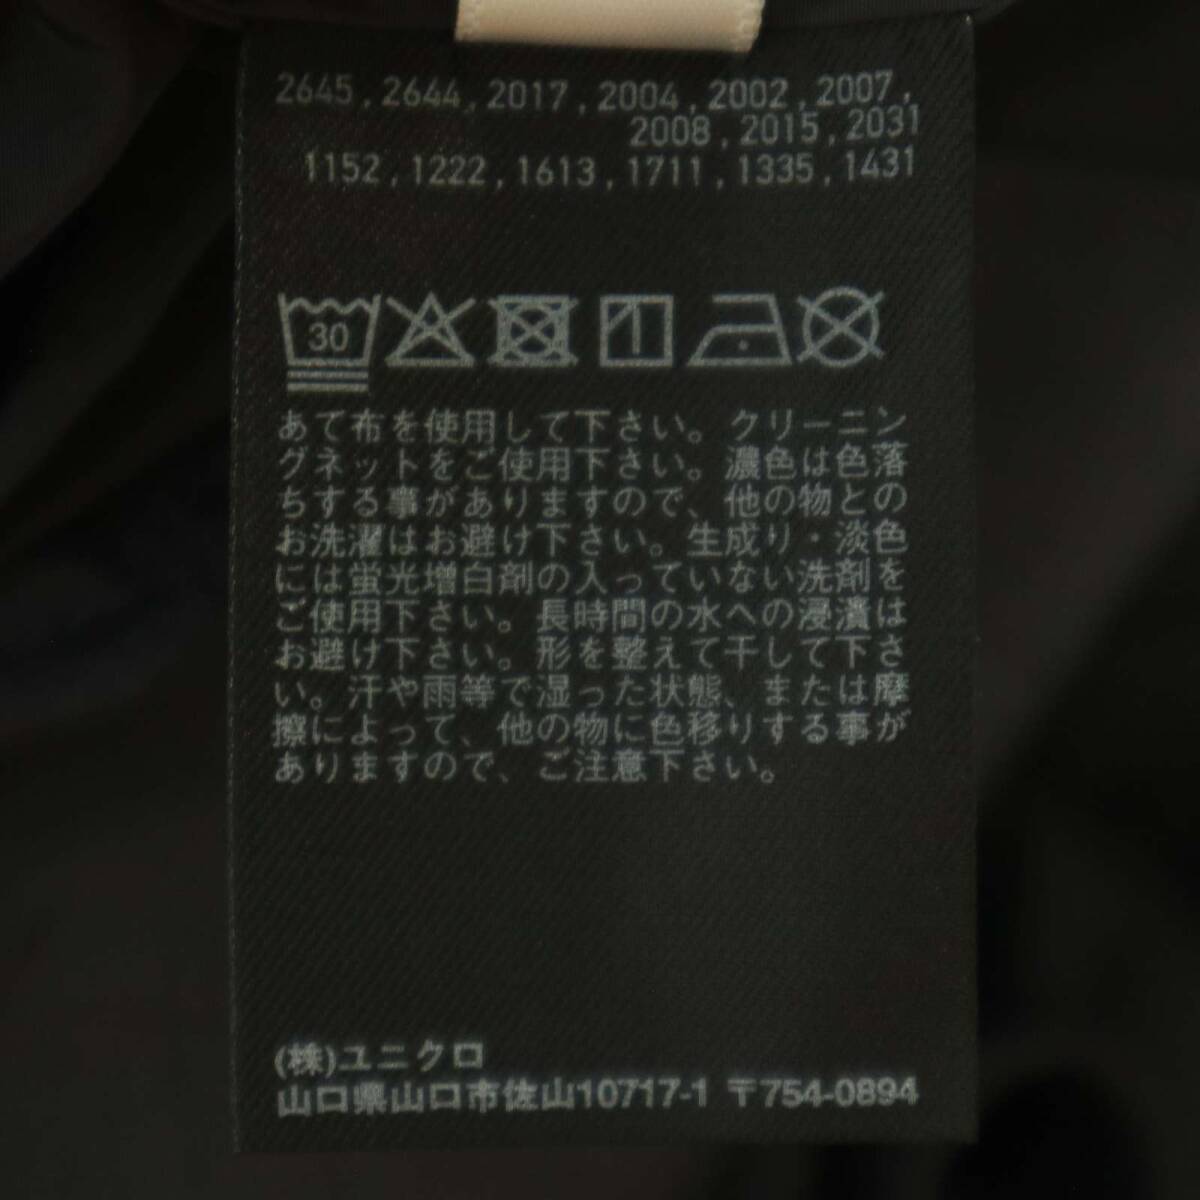 2645 , 2644 , 2017 , 2004 , 2002 , 2007 ,
2008 , 2015 , 2031
1152 , 1222 , 1613 , 1711 , 1335 , 1431
30
あて布を使用して下さい。クリーニン
グネットをご使用下さい。濃色は色落
ちする事がありますので、他の物との
お洗濯はお避け下さい。生成り・淡色
には蛍光増白剤の入っていない洗剤を
ご使用下さい。長時間の水への浸漬は
お避け下さい。形を整えて干して下さ
い。汗や雨等で湿った状態、または摩
擦によって、他の物に色移りする事が
ありますので、ご注意下さい。
(株)ユニクロ
山口県山口市佐山10717-1 〒754-0894